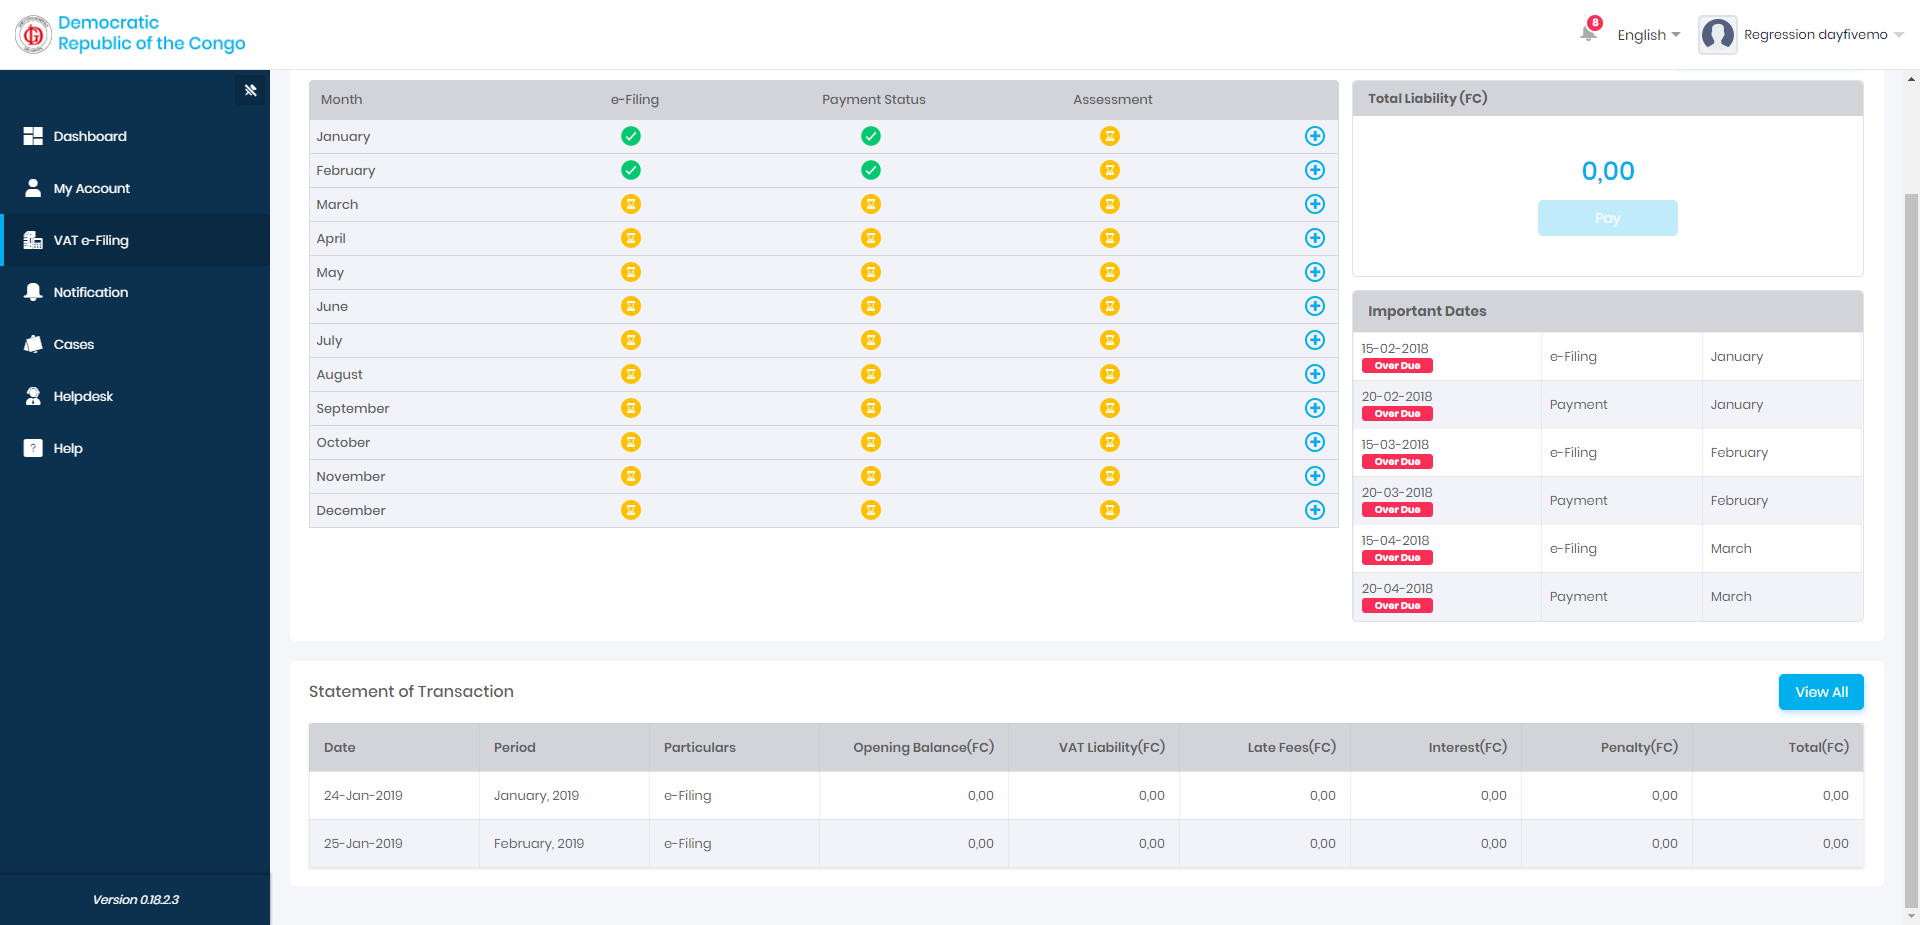 Democratic
Republic of the Congo
8
English
Regression dayfivemo
Dashboard
My Account
VAT e-Filing
Notification
Cases
Helpdesk
? Help
Version 0.18.2.3
Month e-Filing Payment Status Assessment
January
February
March
April
May
June
July
August
September
October
November
December
Total Liability (FC)
0,00
Pay
Important Dates
15-02-2018
Over Due
e-Filing January
20-02-2018
Over Due
Payment January
15-03-2018
Over Due
e-Filing February
20-03-2018
Over Due
Payment February
15-04-2018
Over Due
e-Filing March
20-04-2018
Over Due
Payment March
Statement of Transaction
View All
Date Period Particulars Opening Balance(FC) VAT Liability(FC) Late Fees(FC) Interest(FC) Penalty(FC) Total(FC)
24-Jan-2019 January, 2019 e-Filing 0,00 0,00 0,00 0,00 0,00 0,00
25-Jan-2019 February, 2019 e-Filing 0,00 0,00 0,00 0,00 0,00 0,00